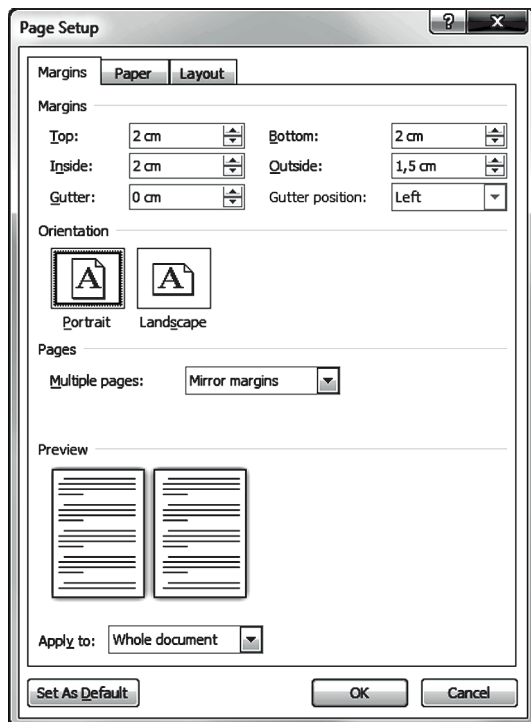 Page Setup
Margins Paper Layout
Margins
Top: 2 cm Bottom: 2 cm
Inside: 2 cm Outside: 1,5 cm
Gutter: 0 cm Gutter position: Left
Orientation
A A
Portrait Landscape
Pages
Multiple pages: Mirror margins
Preview
Apply to: Whole document
Set As Default OK Cancel